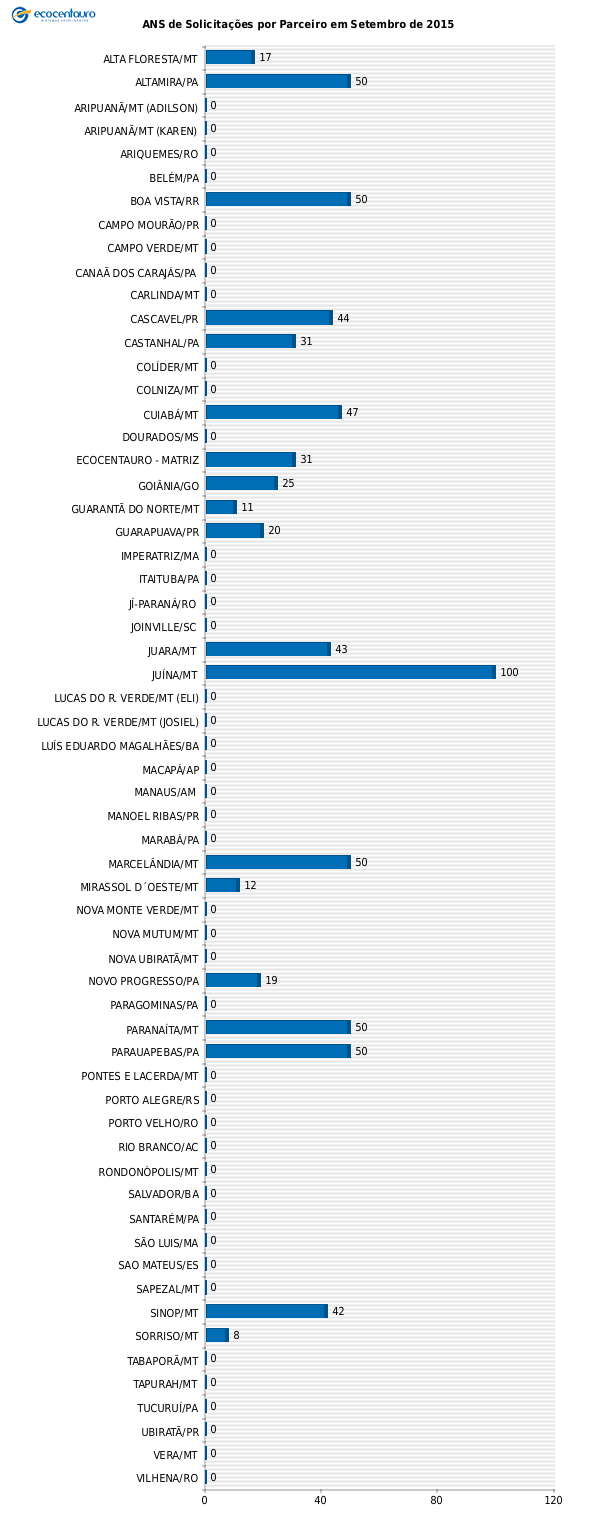 ecocentauro
ANS de Solicitações por Parceiro em Setembro de 2015
ALTA FLORESTA/MT 17
ALTAMIRA/PA 50
ARIPUANÃ/MT (ADILSON) 0
ARIPUANÃ/MT (KAREN) 0
ARIQUEMES/RO 0
BELÉM/PA 0
BOA VISTA/RR 50
CAMPO MOURÃO/PR 0
CAMPO VERDE/MT 0
CANAÃ DOS CARAJÁS/PA 0
CARLINDA/MT 0
CASCAVEL/PR 44
CASTANHAL/PA 31
COLÍDER/MT 0
COLNIZA/MT 0
CUIABÁ/MT 47
DOURADOS/MS 0
ECOCENTAURO - MATRIZ 31
GOIÂNIA/GO 25
GUARANTÃ DO NORTE/MT 11
GUARAPUAVA/PR 20
IMPERATRIZ/MA 0
ITAITUBA/PA 0
JÍ-PARANÁ/RO 0
JOINVILLE/SC 0
JUARA/MT 43
JUÍNA/MT 100
LUCAS DO R. VERDE/MT (ELI) 0
LUCAS DO R. VERDE/MT (JOSIEL) 0
LUÍS EDUARDO MAGALHÃES/BA 0
MACAPÁ/AP 0
MANAUS/AM 0
MANOEL RIBAS/PR 0
MARABÁ/PA 0
MARCELÂNDIA/MT 50
MIRASSOL D´OESTE/MT 12
NOVA MONTE VERDE/MT 0
NOVA MUTUM/MT 0
NOVA UBIRATÃ/MT 0
NOVO PROGRESSO/PA 19
PARAGOMINAS/PA 0
PARANAÍTA/MT 50
PARAUAPEBAS/PA 50
PONTES E LACERDA/MT 0
PORTO ALEGRE/RS 0
PORTO VELHO/RO 0
RIO BRANCO/AC 0
RONDONÓPOLIS/MT 0
SALVADOR/BA 0
SANTARÉM/PA 0
SÃO LUIS/MA 0
SAO MATEUS/ES 0
SAPEZAL/MT 0
SINOP/MT 42
SORRISO/MT 8
TABAPORÃ/MT 0
TAPURAH/MT 0
TUCURUÍ/PA 0
UBIRATÃ/PR 0
VERA/MT 0
VILHENA/RO 0
0 40 80 120